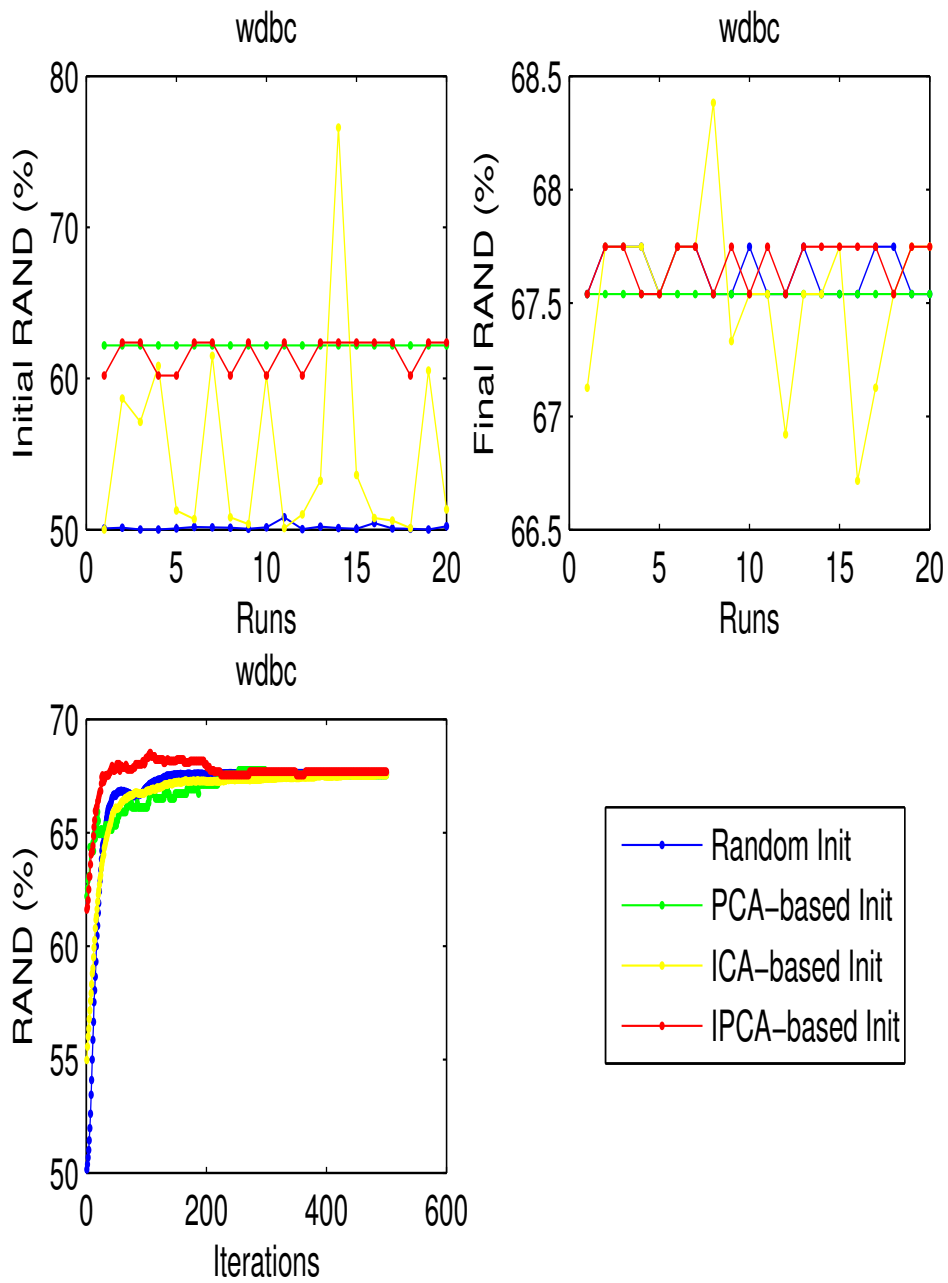 wdbc
80
70
60
50
0 5 10 15 20
Initial RAND (%)
Runs
wdbc
68.5
68
67.5
67
66.5
0 5 10 15 20
Final RAND (%)
Runs
wdbc
70
65
60
55
50
0 200 400 600
RAND (%)
Iterations
Random Init
PCA−based Init
ICA−based Init
IPCA−based Init